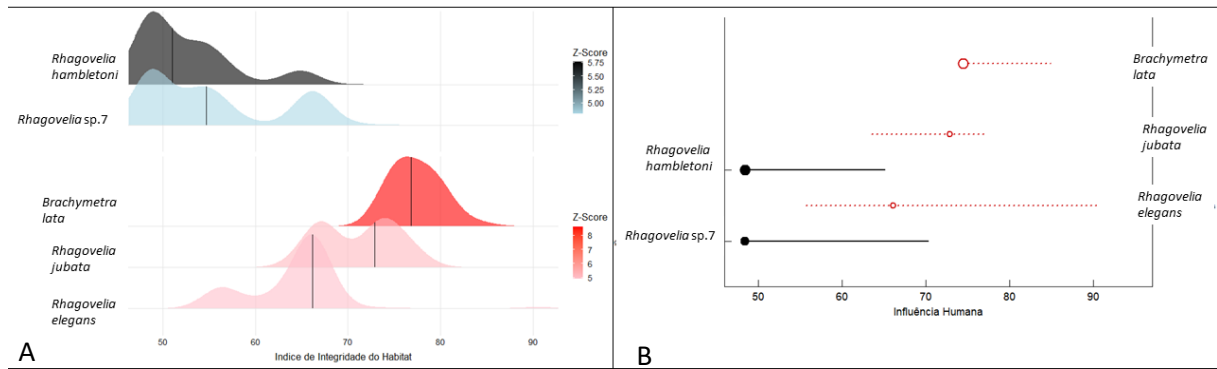 Rhagovelia
hambletoni
Rhagovelia sp.7
Brachymetra
lata
Rhagovelia
jubata
Rhagovelia
elegans
Z-Score
5.75
5.50
5.25
5.00
Z-Score
8
7
6
5
50 60 70 80 90
Indice de Integridade do Habitat
A
Rhagovelia
hambletoni
Rhagovelia sp.7
Brachymetra
lata
Rhagovelia
jubata
Rhagovelia
elegans
50 60 70 80 90
Influência Humana
B